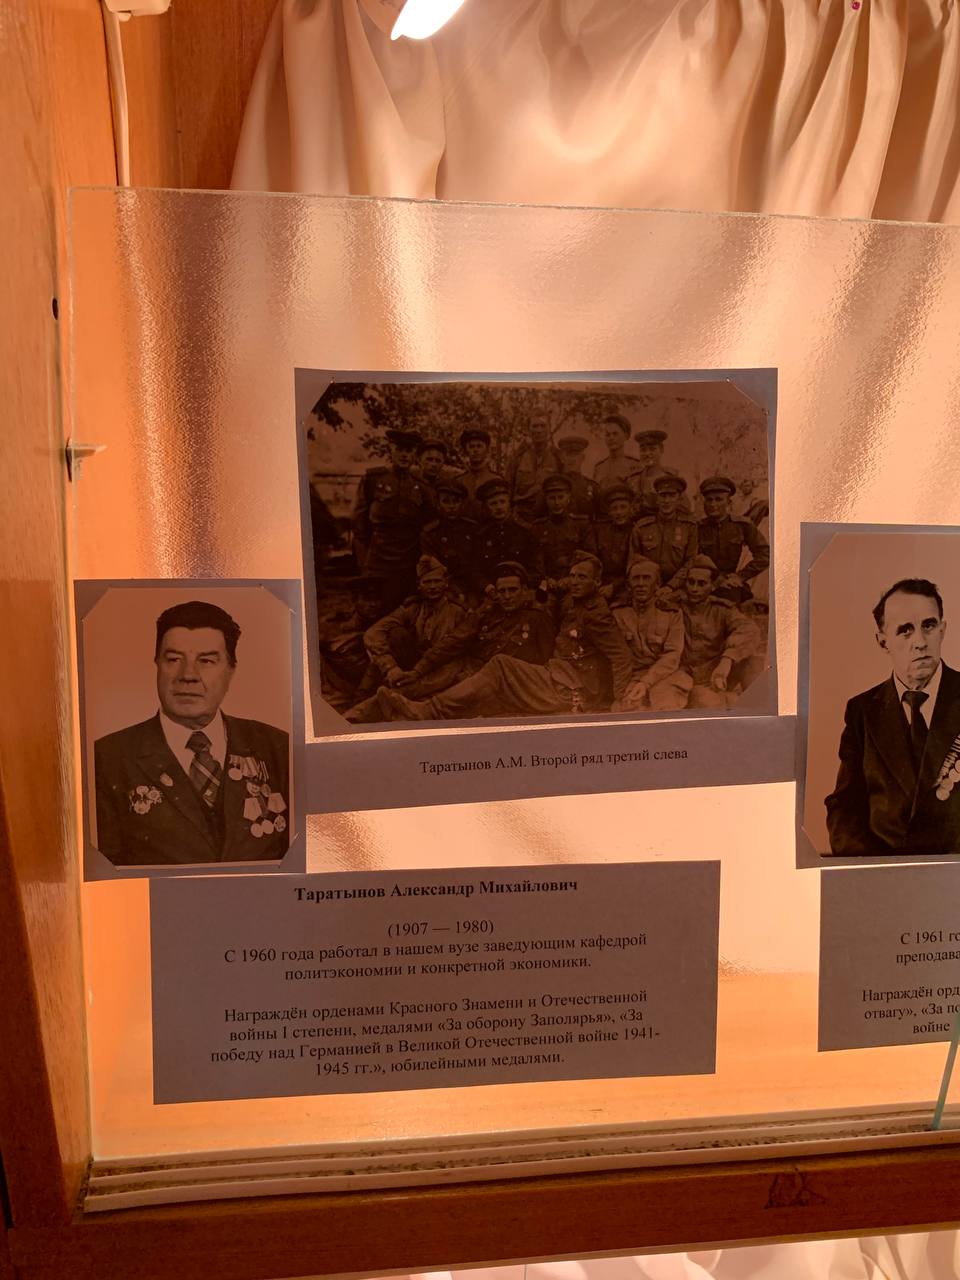 Таратынов А.М. Второй ряд третий слева
Таратынов Александр Михайлович
(1907 — 1980)
С 1960 года работал в нашем вузе заведующим кафедрой
политэкономии и конкретной экономики.
Награждён орденами Красного Знамени и Отечественной
войны I степени, медалями «За оборону Заполярья», «За
победу над Германией в Великой Отечественной войне 1941-
1945 гг.», юбилейными медалями.
С 1961 го
преподава
Награждён орд
отвагу», «За по
войне